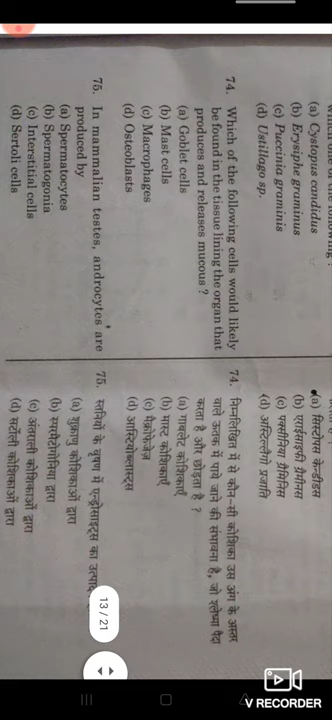 (a) Cystopus candidus
(b) Erysiphe graminus
(c) Puccinia graminis
(d) Ustillago sp.
74. Which of the following cells would likely
be found in the tissue lining the organ that
produces and releases mucous ?
(a) Goblet cells
(b) Mast cells
(c) Macrophages
(d) Osteoblasts
75. In mammalian testes, androcytes are
produced by
(a) Spermatocytes
(b) Spermatogonia
(c) Interstitial cells
(d) Sertoli cells
(a) सिस्टोपस केन्डीडस
(b) एराईसाइफी ग्रैमीनस
(c) पक्सीनिया ग्रैमिनिस
(d) अस्टिल्लैगो प्रजाति
74. निम्नलिखित में से कौन-सी कोशिका उस अंग के अस्तर
वाले ऊतक में पाये जाने की संभावना है, जो श्लेष्मा पैदा
करता है और छोड़ता है ?
(a) गाबलेट कोशिकाएँ
(b) मास्ट कोशिकाएँ
(c) मैक्रोफेजेज़
(d) आस्टियोब्लास्ट्स
75. स्तनियों के वृषण में एन्ड्रोसाइट्स का
(a) शुक्राणु कोशिकाओं द्वारा
(b) स्परमैटोगोनिया द्वारा
(c) अंतराली कोशिकाओं द्वारा
(d) सर्टोली कोशिकाओं द्वारा
13 / 21
V RECORDER